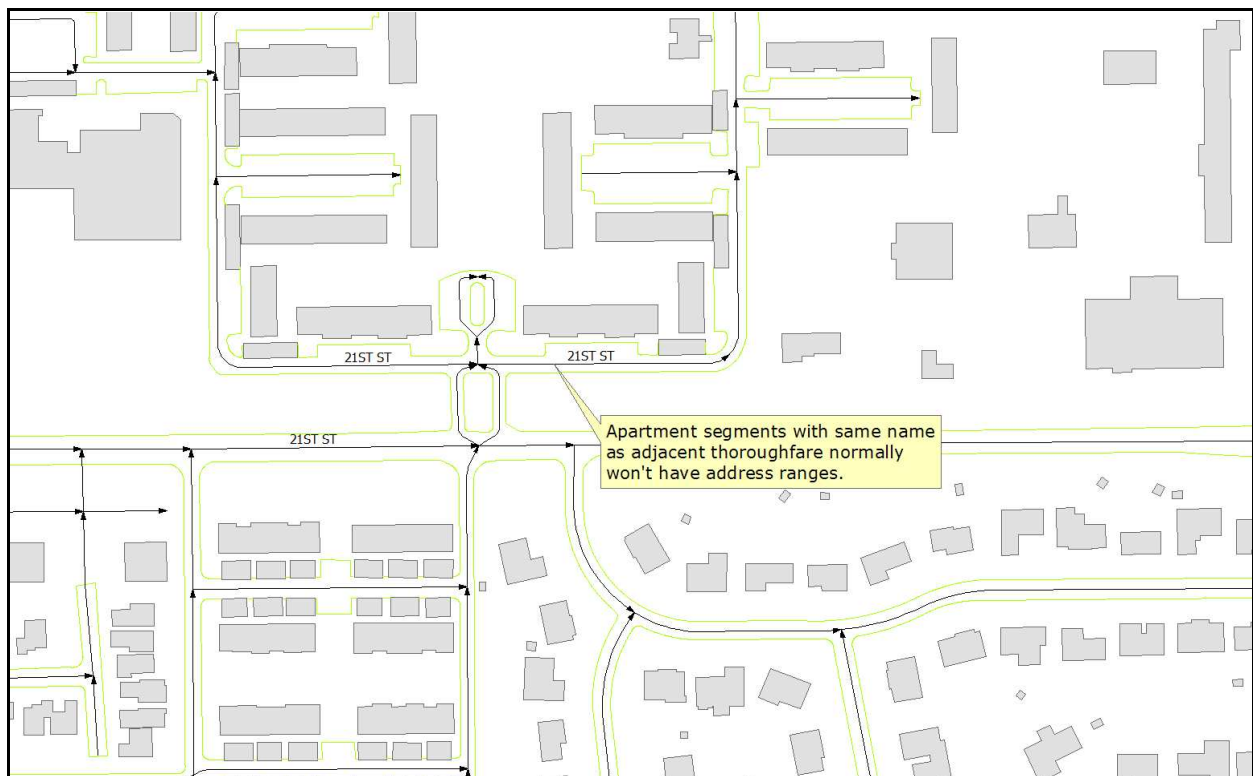 21ST ST
21ST ST
21ST ST
Apartment segments with same name
as adjacent thoroughfare normally
won't have address ranges.